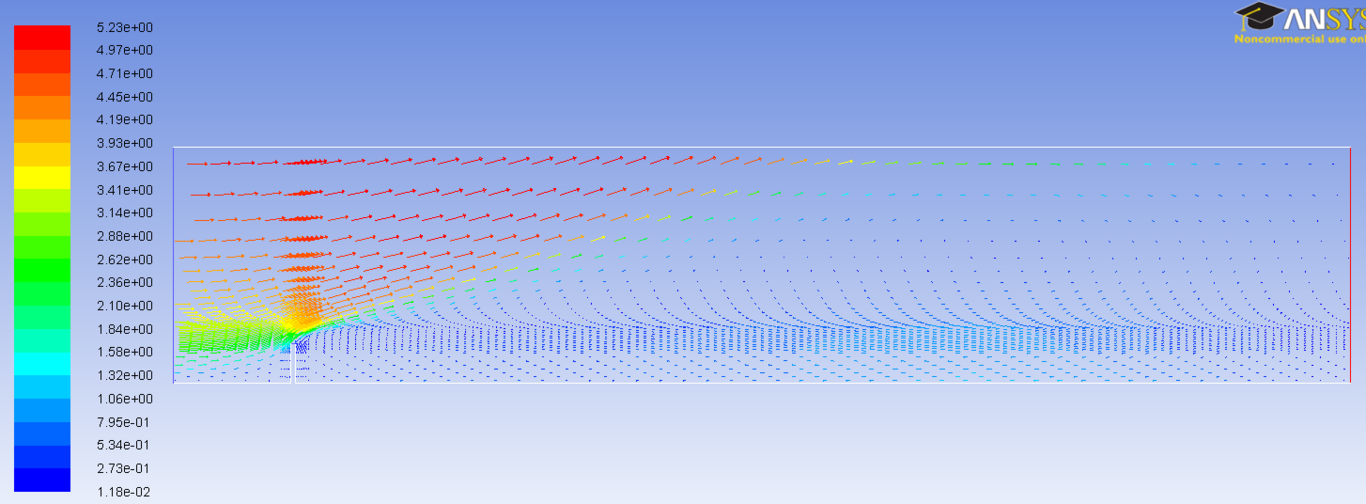 5.23e+00
4.97e+00
4.71e+00
4.45e+00
4.19e+00
3.93e+00
3.67e+00
3.41e+00
3.14e+00
2.88e+00
2.62e+00
2.36e+00
2.10e+00
1.84e+00
1.58e+00
1.32e+00
1.06e+00
7.95e-01
5.34e-01
2.73e-01
1.18e-02
ANSYS
Noncommercial use onl